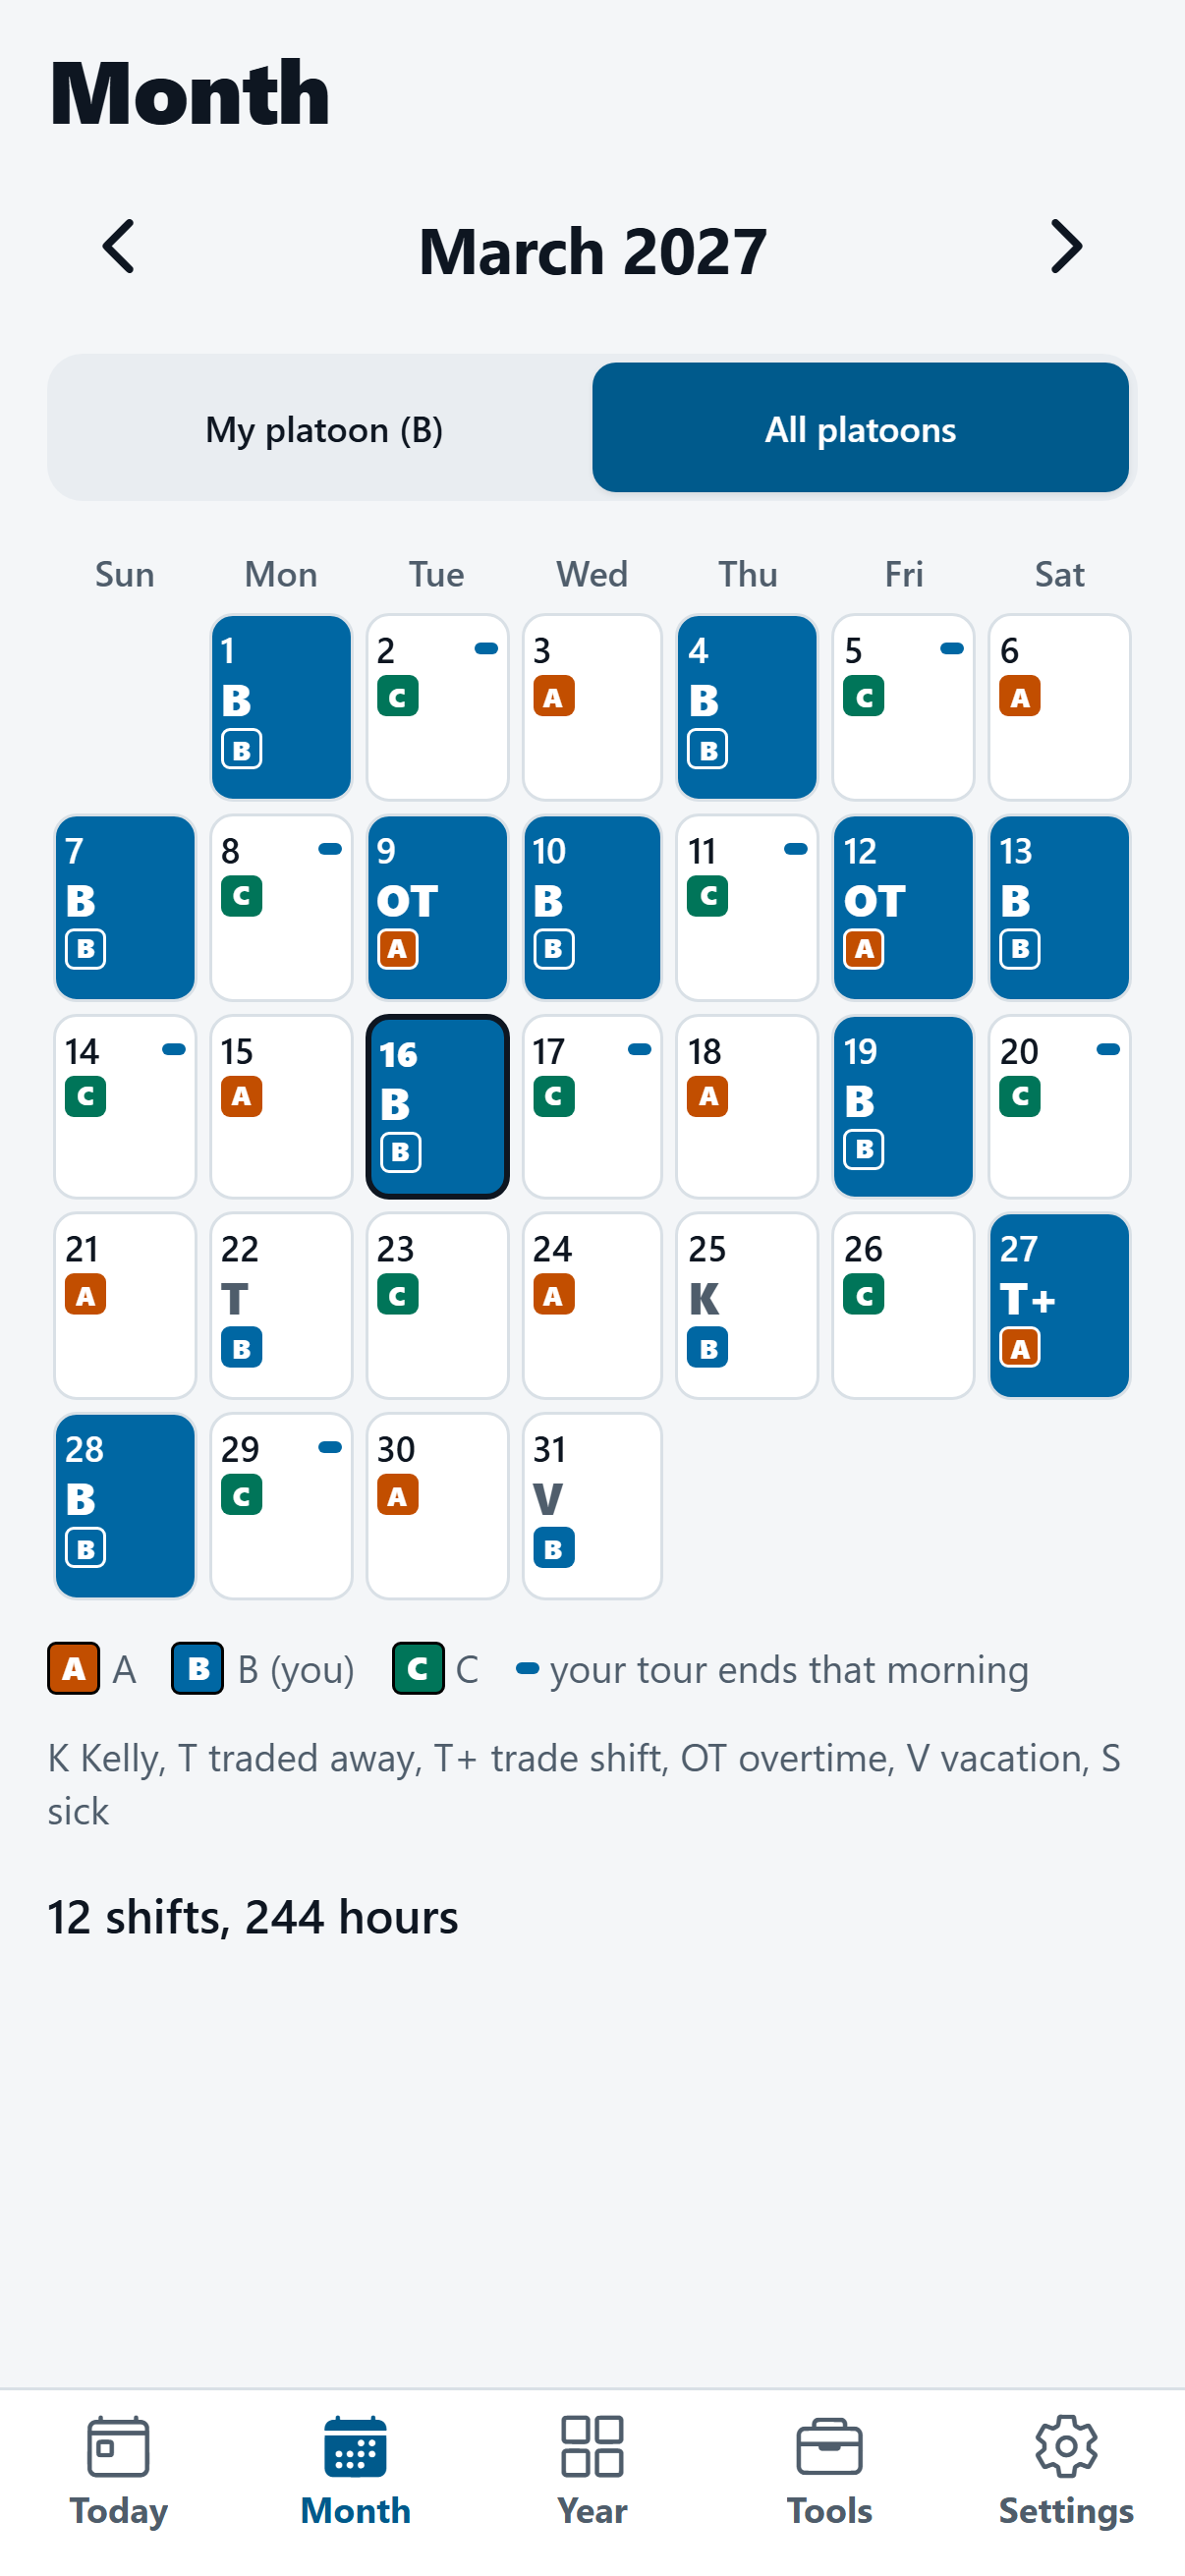 Month
March 2027
My platoon (B) All platoons
Sun Mon Tue Wed Thu Fri Sat
1 2 3 4 5 6
B C A B C A
B B
7 8 9 10 11 12 13
B C OT B C OT B
B A B A B
14 15 16 17 18 19 20
C A B C A B C
B B
21 22 23 24 25 26 27
A T C A K C T+
B B A
28 29 30 31
B C A V
B B
A A B B (you) C C your tour ends that morning
K Kelly, T traded away, T+ trade shift, OT overtime, V vacation, S
sick
12 shifts, 244 hours
Today Month Year Tools Settings